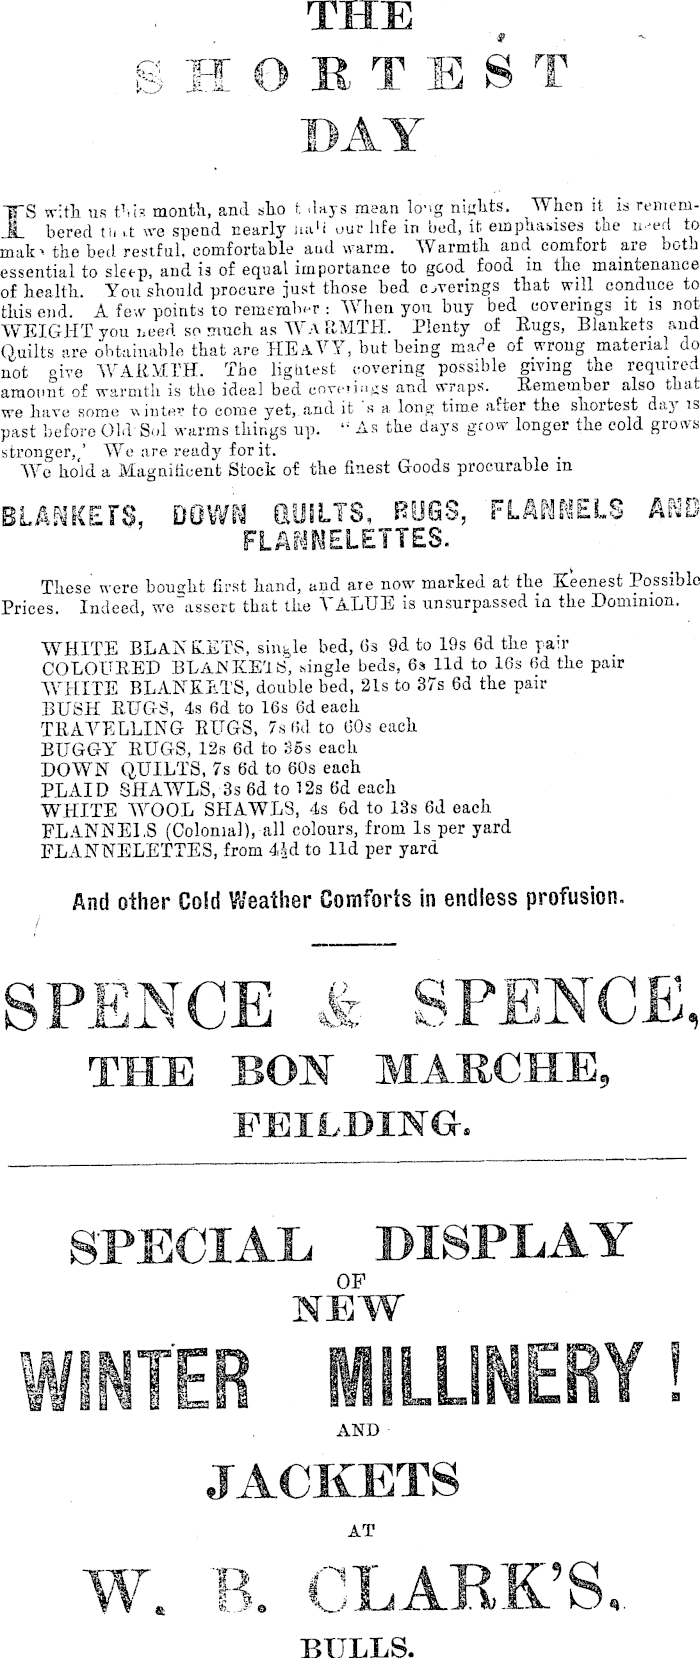 THE
SHORTEST
DAY
IS with us this month, and short days mean long nights. When it is remem-
bered that we spend nearly half our life in bed, it emphasises the need to
make the bed restful, comfortable and warm. Warmth and comfort are both
essential to sleep, and is of equal importance to good food in the maintenance
of health. You should procure just those bed coverings that will conduce to
this end. A few points to remember: When you buy bed coverings it is not
WEIGHT you need so much as WARMTH. Plenty of Rugs, Blankets and
Quilts are obtainable that are HEAVY, but being made of wrong material do
not give WARMTH. The lightest covering possible giving the required
amount of warmth is the ideal bed coverings and wraps. Remember also that
we have some winter to come yet, and it 's a long time after the shortest day is
past before Old Sol warms things up. "As the days grow longer the cold grows
stronger,' We are ready for it.
We hold a Magnificent Stock of the finest Goods procurable in
BLANKETS, DOWN QUILTS, RUGS, FLANNELS AND
FLANNELETTES.
These were bought first hand, and are now marked at the Keenest Possible
Prices. Indeed, we assert that the VALUE is unsurpassed in the Dominion.
WHITE BLANKETS, single bed, 6s 9d to 19s 6d the pair
COLOURED BLANKETS, single beds, 6s 11d to 16s 6d the pair
WHITE BLANKETS, double bed, 21s to 37s 6d the pair
BUSH RUGS, 4s 6d to 16s 6d each
TRAVELLING RUGS, 7s 6d to 60s each
BUGGY RUGS, 12s 6d to 35s each
DOWN QUILTS, 7s 6d to 60s each
PLAID SHAWLS, 3s 6d to 12s 6d each
WHITE WOOL SHAWLS, 4s 6d to 13s 6d each
FLANNELS (Colonial), all colours, from 1s per yard
FLANNELETTES, from 4½d to 11d per yard
And other Cold Weather Comforts in endless profusion.
SPENCE & SPENCE,
THE BON MARCHE,
FEILDING.
SPECIAL DISPLAY
OF
NEW
WINTER MILLINERY!
AND
JACKETS
AT
W. B. CLARK'S,
BULLS.